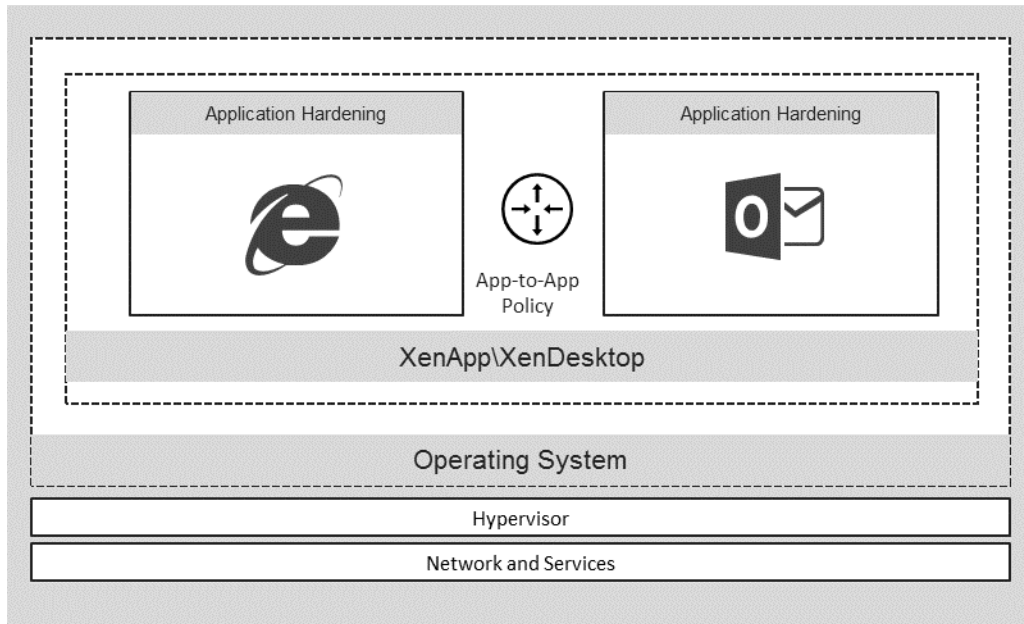 Application Hardening
Application Hardening
App-to-App
Policy
XenApp\XenDesktop
Operating System
Hypervisor
Network and Services